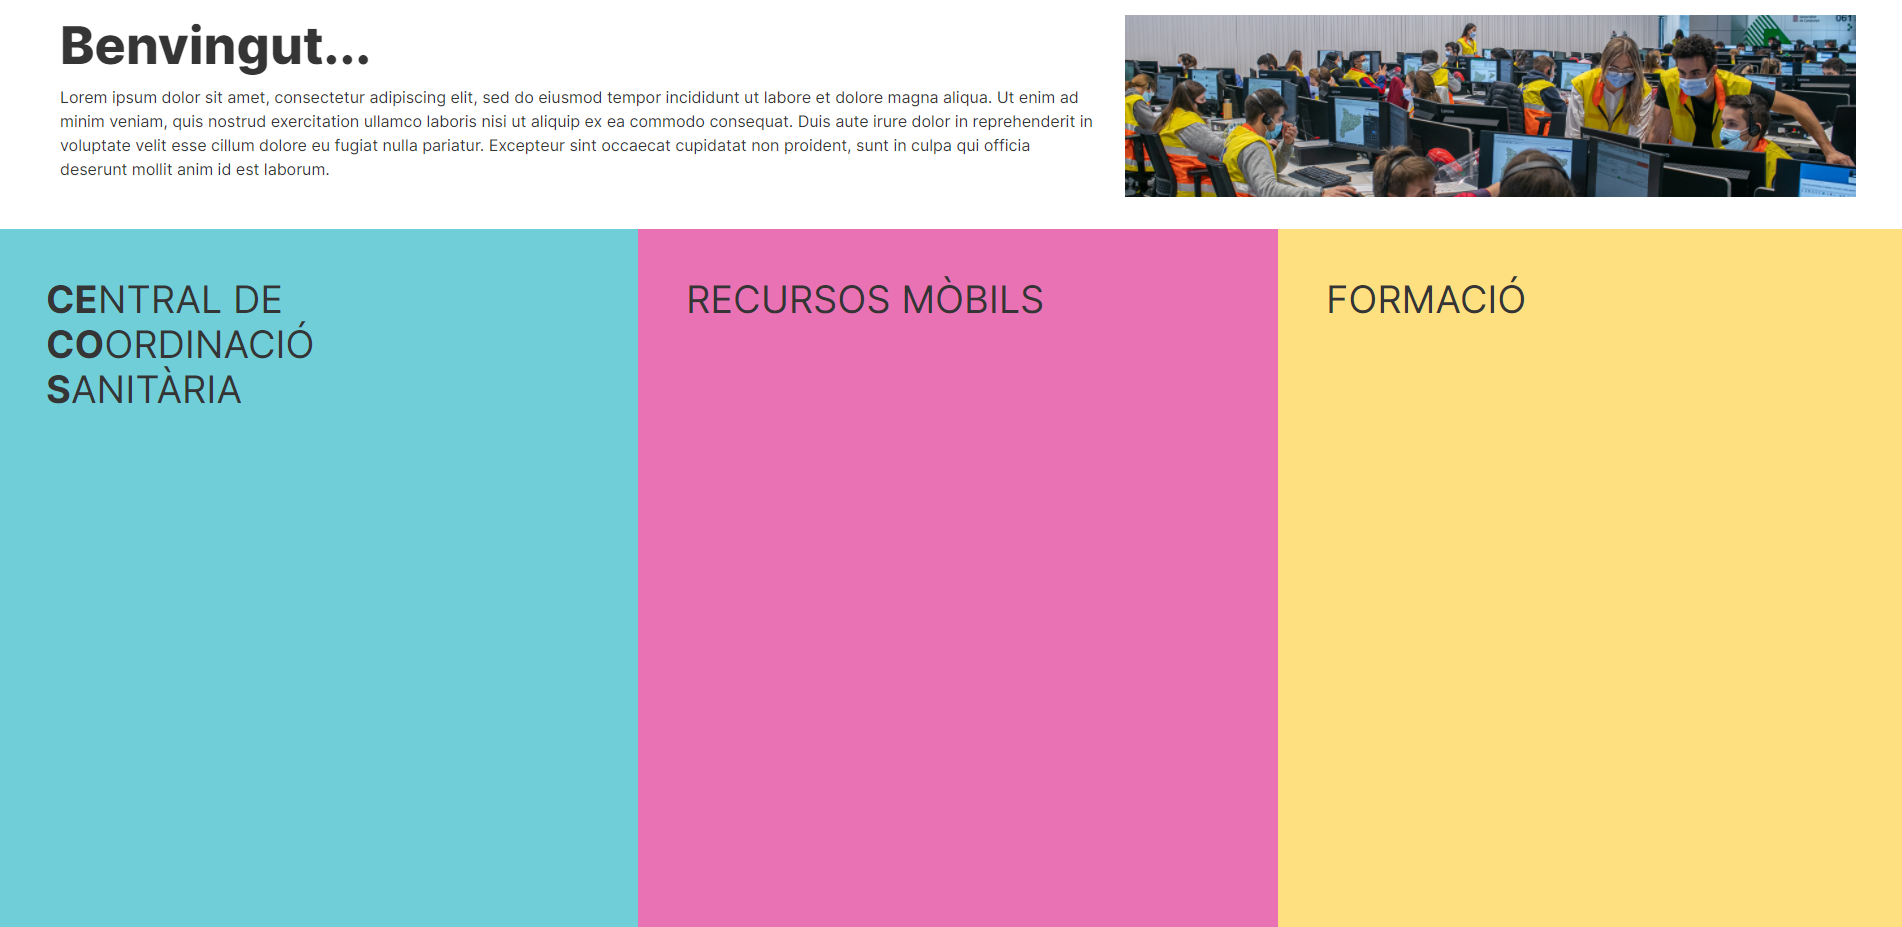 Benvingut...
Lorem ipsum dolor sit amet, consectetur adipiscing elit, sed do eiusmod tempor incididunt ut labore et dolore magna aliqua. Ut enim ad
minim veniam, quis nostrud exercitation ullamco laboris nisi ut aliquip ex ea commodo consequat. Duis aute irure dolor in reprehenderit in
voluptate velit esse cillum dolore eu fugiat nulla pariatur. Excepteur sint occaecat cupidatat non proident, sunt in culpa qui officia
deserunt mollit anim id est laborum.
061
CENTRAL DE
COORDINACIÓ
SANITÀRIA
RECURSOS MÒBILS
FORMACIÓ